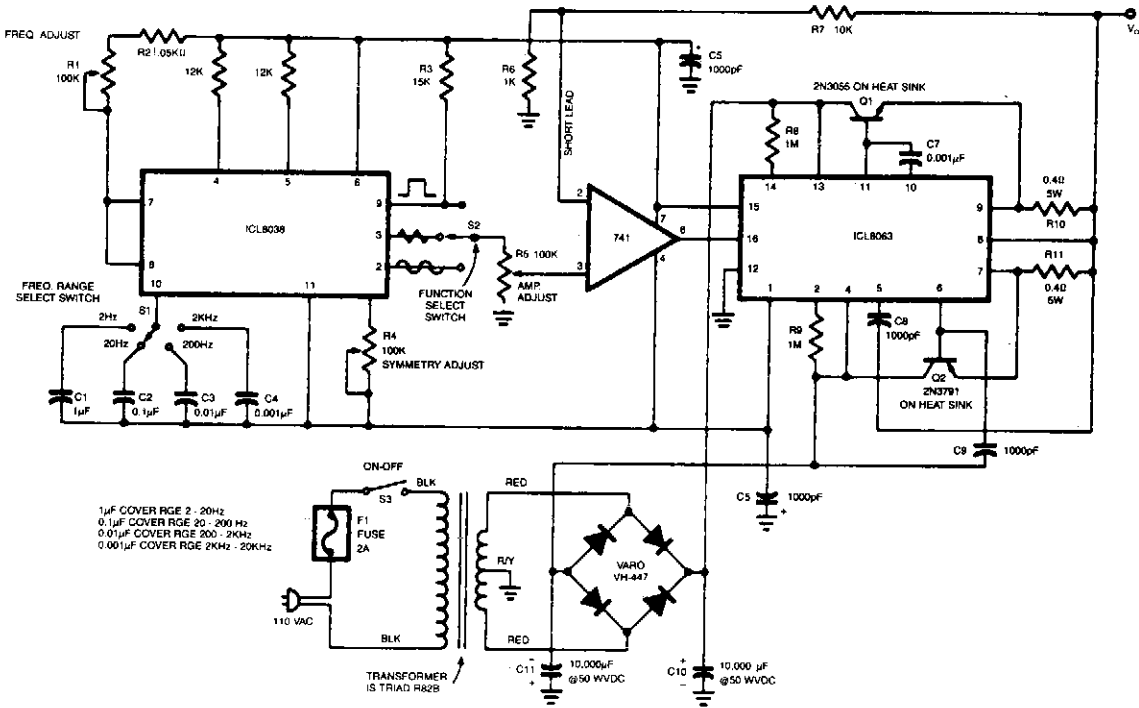 FREQ ADJUST
R1
100K
R2 1.05KΩ
12K
12K
R3
15K
R6
1K
SHORT LEAD
C5
1000pF
R7 10K
Vo
2N3055 ON HEAT SINK
Q1
R8
1M
C7
0.001µF
4
5
6
7
8
9
3
2
10
11
ICL8038
S2
R5 100K
AMP.
ADJUST
FUNCTION
SELECT
SWITCH
2
3
741
7
6
4
14
13
11
10
15
16
12
9
8
7
1
2
4
5
6
ICL8063
0.4Ω
5W
R10
R11
0.4Ω
5W
FREQ. RANGE
SELECT SWITCH
S1
2Hz
2KHz
20Hz
200Hz
R4
100K
SYMMETRY ADJUST
C1
1µF
C2
0.1µF
C3
0.01µF
C4
0.001µF
R9
1M
C8
1000pF
Q2
2N3791
ON HEAT SINK
C9
1000pF
C5
1000pF
+
1µF COVER RGE 2 - 20Hz
0.1µF COVER RGE 20 - 200 Hz
0.01µF COVER RGE 200 - 2KHz
0.001µF COVER RGE 2KHz - 20KHz
ON-OFF
S3
BLK
RED
F1
FUSE
2A
R/Y
VARO
VH-447
110 VAC
BLK
RED
TRANSFORMER
IS TRIAD R82B
C11
10,000µF
@50 WVDC
C10
10,000 µF
@50 WVDC